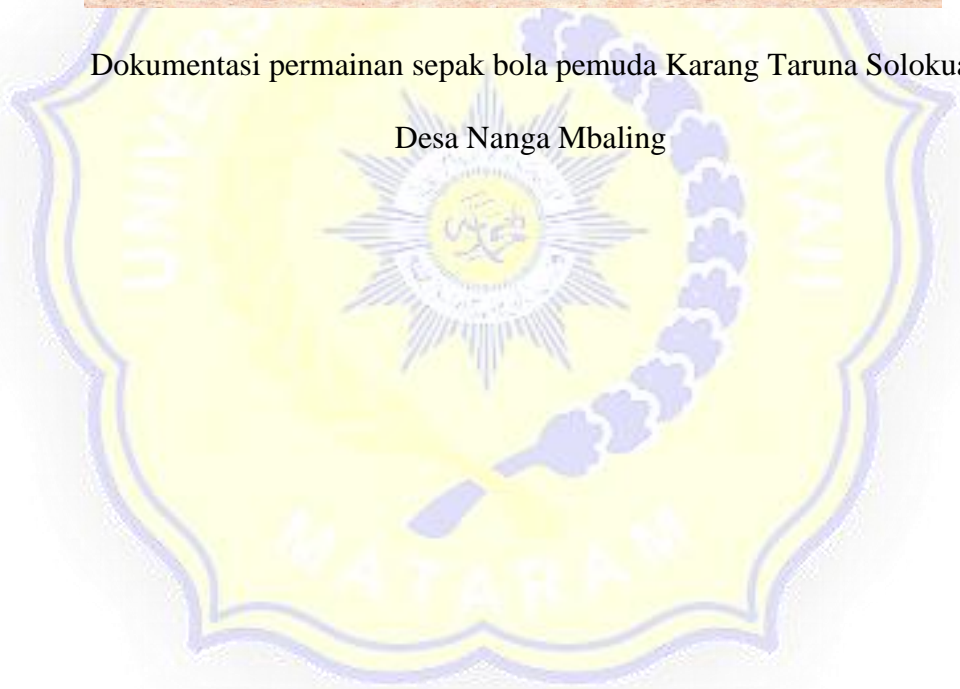 Dokumentasi permainan sepak bola pemuda Karang Taruna Solokua
Desa Nanga Mbaling
MATARAM